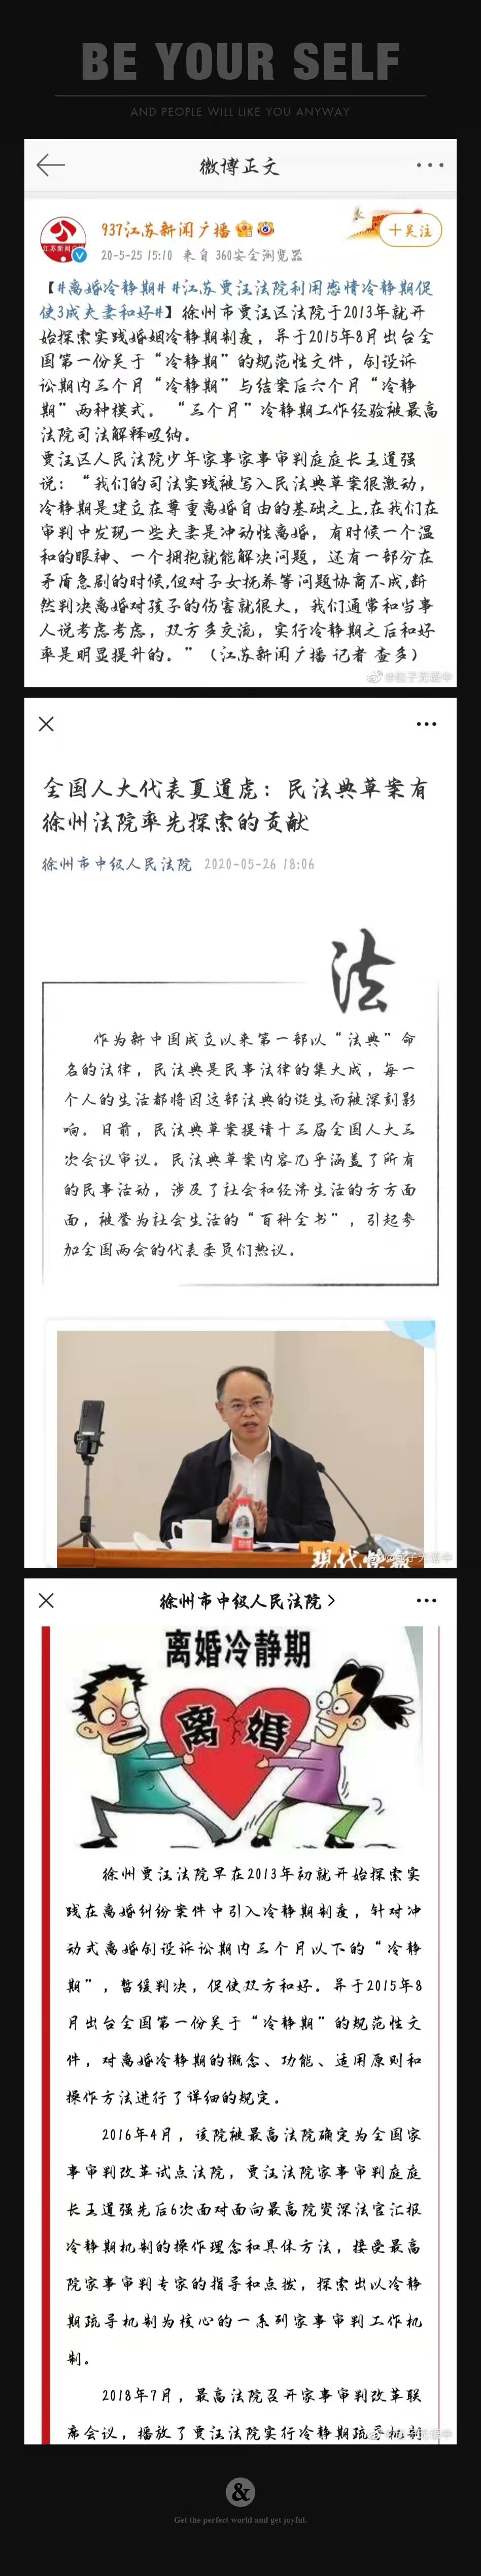 BE YOUR SELF
AND PEOPLE WILL LIKE YOU ANYWAY
微博正文
937江苏新闻广播
江苏新闻广播
20-5-25 15:10 来自 360安全浏览器
+关注
【#离婚冷静期# #江苏贾汪法院利用感情冷静期促
使3成夫妻和好#】徐州市贾汪区法院于2013年就开
始探索实践婚姻冷静期制度，并于2015年8月出台全
国第一份关于“冷静期”的规范性文件，创设诉
讼期内三个月“冷静期”与结案后六个月“冷静
期”两种模式。“三个月”冷静期工作经验被最高
法院司法解释吸纳。
贾汪区人民法院少年家事家事审判庭庭长王道强
说：“我们的司法实践被写入民法典草案很激动，
冷静期是建立在尊重离婚自由的基础之上,在我们在
审判中发现一些夫妻是冲动性离婚，有时候一个温
和的眼神、一个拥抱就能解决问题，还有一部分在
矛盾急剧的时候,但对子女抚养等问题协商不成,断
然判决离婚对孩子的伤害就很大，我们通常和当事
人说考虑考虑，双方多交流，实行冷静期之后和好
率是明显提升的。”（江苏新闻广播 记者 查多）
全国人大代表夏道虎：民法典草案有
徐州法院率先探索的贡献
徐州市中级人民法院 2020-05-26 18:06
法
作为新中国成立以来第一部以“法典”命
名的法律，民法典是民事法律的集大成，每一
个人的生活都将因这部法典的诞生而被深刻影
响。目前，民法典草案提请十三届全国人大三
次会议审议。民法典草案内容几乎涵盖了所有
的民事活动，涉及了社会和经济生活的方方面
面，被誉为社会生活的“百科全书”，引起参
加全国两会的代表委员们热议。
现代快报
徐州市中级人民法院
离婚冷静期
离 婚
徐州贾汪法院早在2013年初就开始探索实
践在离婚纠纷案件中引入冷静期制度，针对冲
动式离婚创设诉讼期内三个月以下的“冷静
期”，暂缓判决，促使双方和好。并于2015年8
月出台全国第一份关于“冷静期”的规范性文
件，对离婚冷静期的概念、功能、适用原则和
操作方法进行了详细的规定。
2016年4月，该院被最高法院确定为全国家
事审判改革试点法院，贾汪法院家事审判庭庭
长王道强先后6次面对面向最高院资深法官汇报
冷静期机制的操作理念和具体方法，接受最高
院家事审判专家的指导和点拨，探索出以冷静
期疏导机制为核心的一系列家事审判工作机
制。
2018年7月，最高法院召开家事审判改革联
席会议，播放了贾汪法院实行冷静期疏导机制
&
Get the perfect world and get joyful.